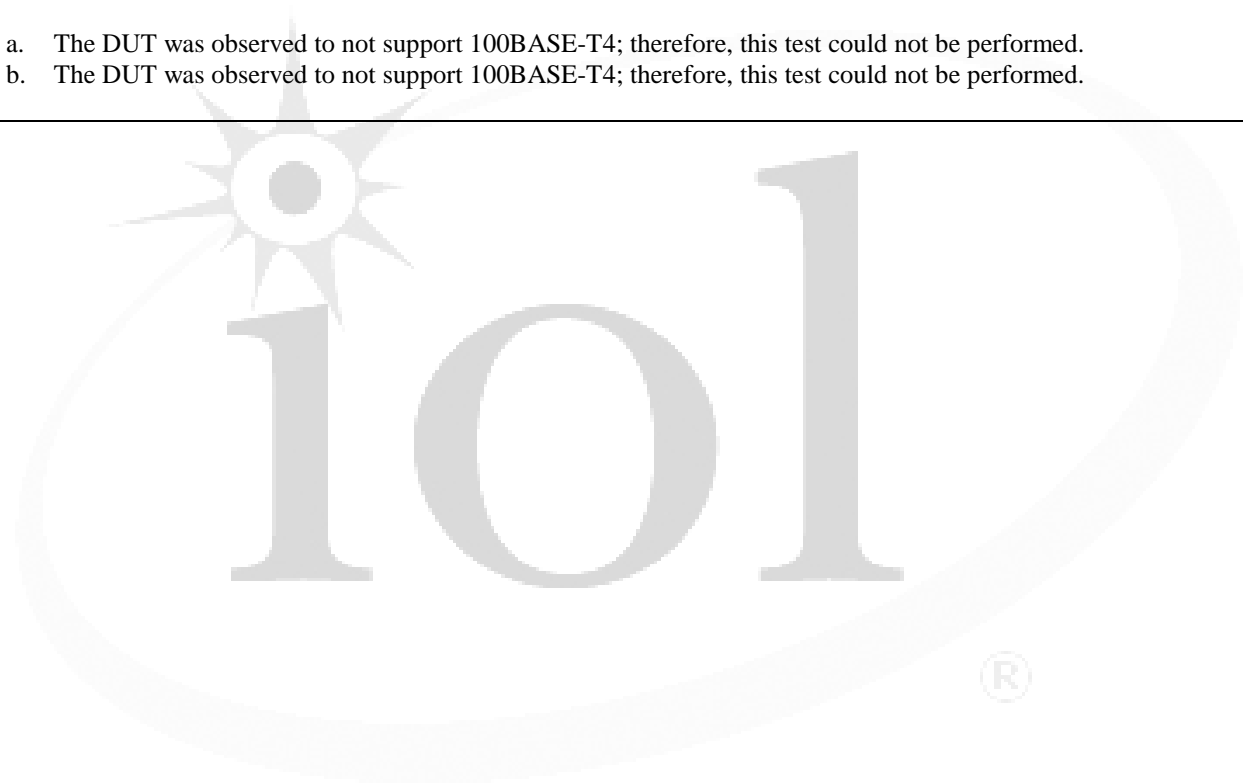 a. The DUT was observed to not support 100BASE-T4; therefore, this test could not be performed.
b. The DUT was observed to not support 100BASE-T4; therefore, this test could not be performed.
iol
®